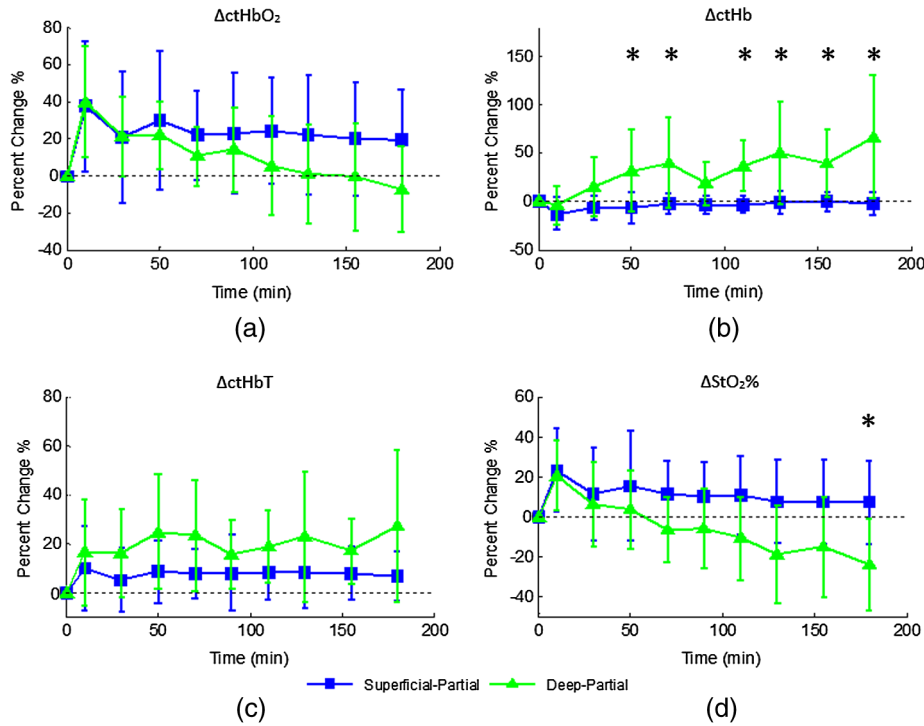 ΔctHbO₂
Percent Change %
80
60
40
20
0
-20
-40
0 50 100 150 200
Time (min)
(a)
ΔctHb
Percent Change %
150
100
50
0
-50
* * * * * *
0 50 100 150 200
Time (min)
(b)
ΔctHbT
Percent Change %
80
60
40
20
0
0 50 100 150 200
Time (min)
(c)
ΔStO₂%
Percent Change %
60
40
20
0
-20
-40
*
0 50 100 150 200
Time (min)
(d)
Superficial-Partial Deep-Partial